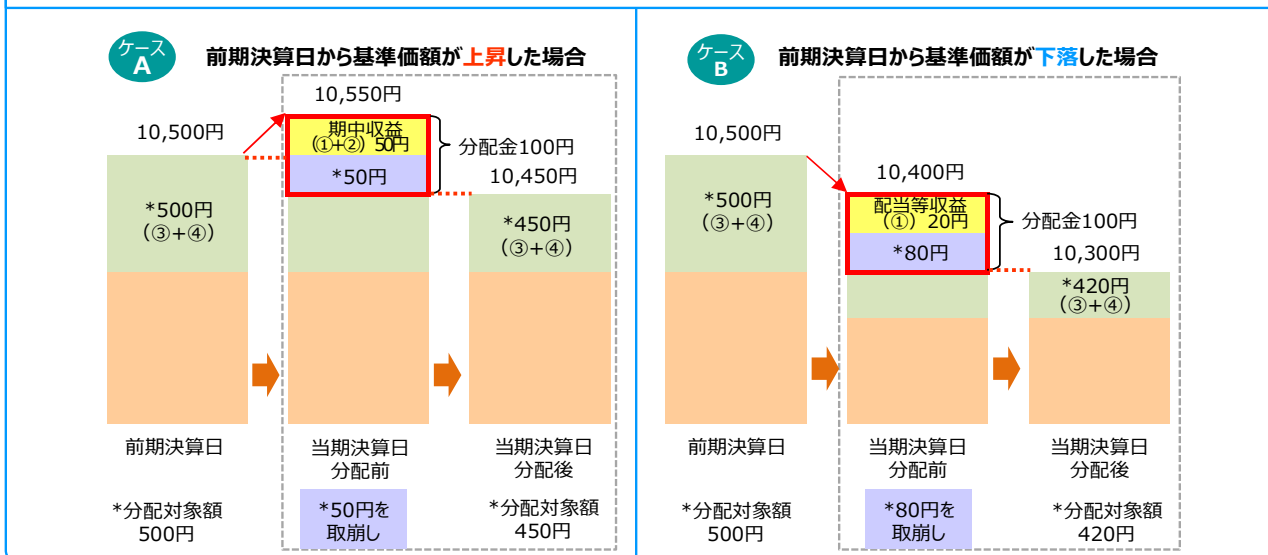 ケース
A
前期決算日から基準価額が上昇した場合
10,550円
10,500円
期中収益
(①+②) 50円
*50円
分配金100円
10,450円
*500円
(③+④)
*450円
(③+④)
前期決算日
当期決算日
分配前
当期決算日
分配後
*分配対象額
500円
*50円を
取崩し
*分配対象額
450円
ケース
B
前期決算日から基準価額が下落した場合
10,500円
10,400円
配当等収益
(①) 20円
*80円
分配金100円
10,300円
*500円
(③+④)
*420円
(③+④)
前期決算日
当期決算日
分配前
当期決算日
分配後
*分配対象額
500円
*80円を
取崩し
*分配対象額
420円